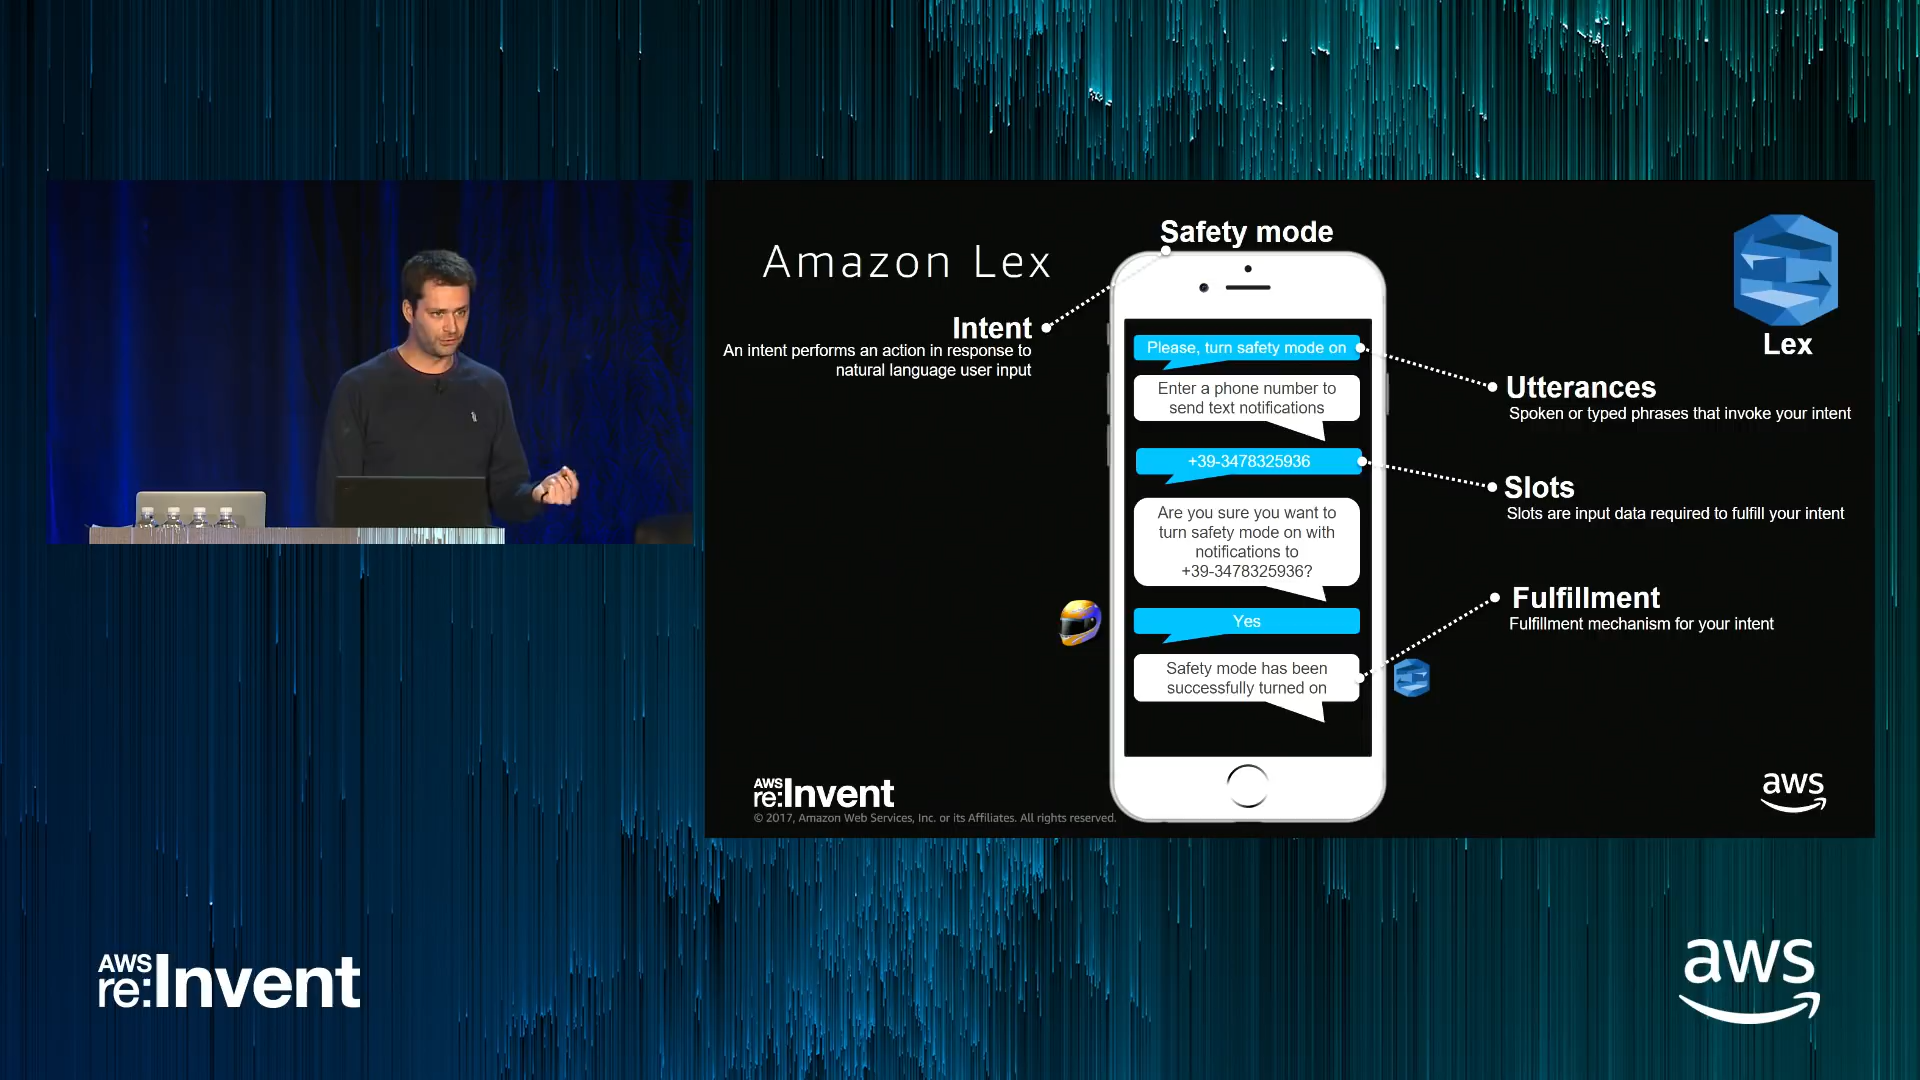 Amazon Lex
Safety mode
Intent
An intent performs an action in response to
natural language user input
Please, turn safety mode on
Enter a phone number to
send text notifications
+39-3478325936
Are you sure you want to
turn safety mode on with
notifications to
+39-3478325936?
Yes
Safety mode has been
successfully turned on
Lex
Utterances
Spoken or typed phrases that invoke your intent
Slots
Slots are input data required to fulfill your intent
Fulfillment
Fulfillment mechanism for your intent
AWS
re:Invent
© 2017, Amazon Web Services, Inc. or its Affiliates. All rights reserved.
aws
AWS
re:Invent
aws